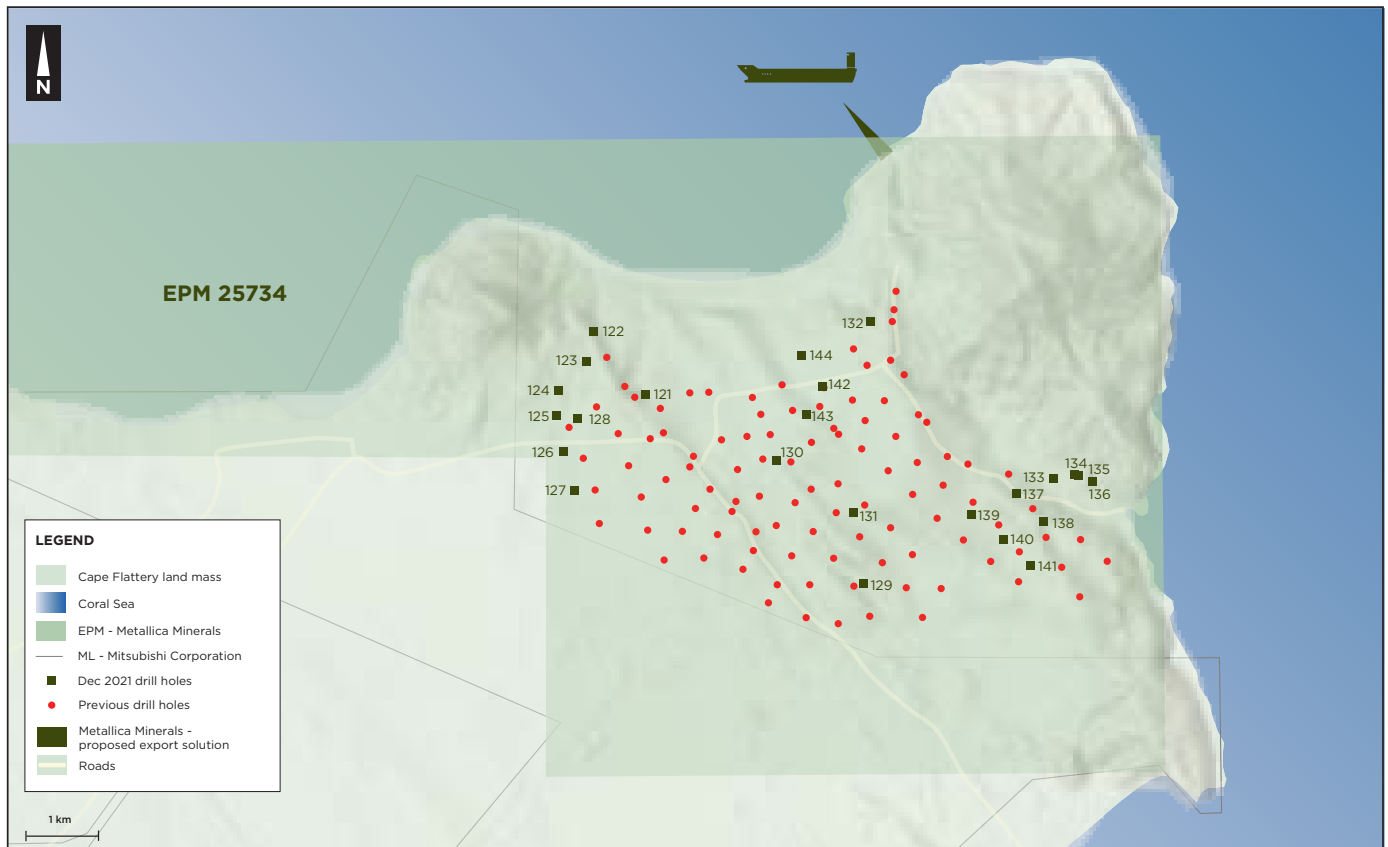 N
EPM 25734
122
132
123
144
124
121
142
125
128
143
126
130
134
135
133
136
127
137
131
139
138
140
141
129
LEGEND
Cape Flattery land mass
Coral Sea
EPM - Metallica Minerals
ML - Mitsubishi Corporation
Dec 2021 drill holes
Previous drill holes
Metallica Minerals -
proposed export solution
Roads
1 km